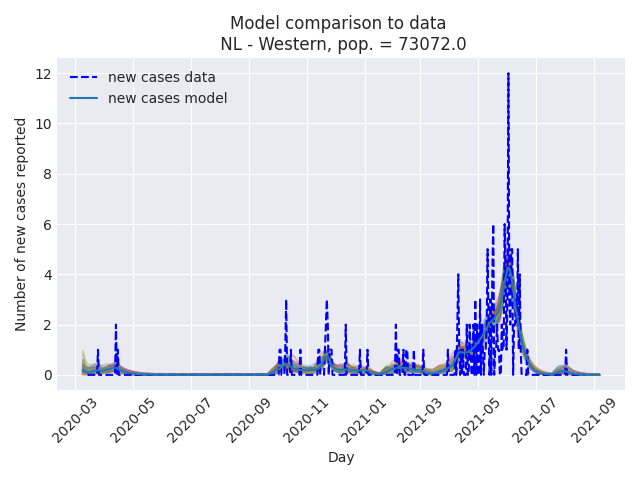 Model comparison to data
NL - Western, pop. = 73072.0
new cases data
new cases model
Number of new cases reported
12
10
8
6
4
2
0
2020-03
2020-05
2020-07
2020-09
2020-11
2021-01
2021-03
2021-05
2021-07
2021-09
Day